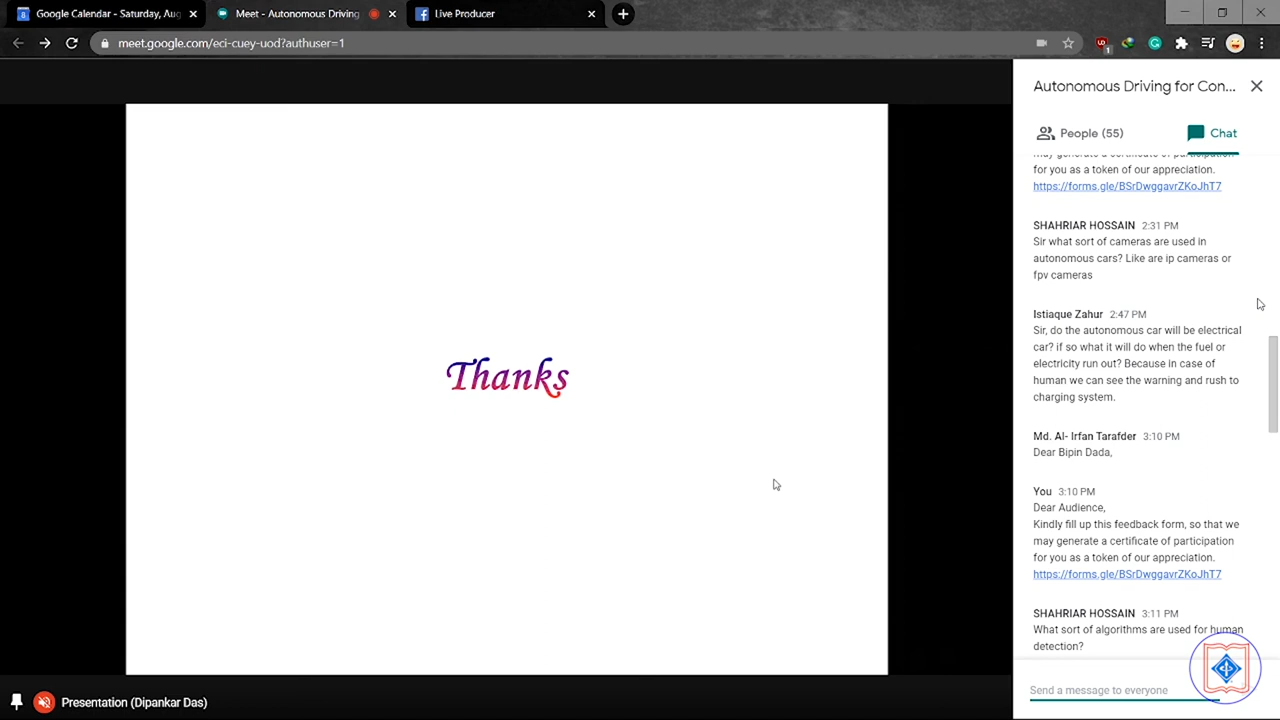 Google Calendar - Saturday, Aug
Meet - Autonomous Driving
Live Producer
meet.google.com/eci-cuey-uod?authuser=1
Autonomous Driving for Con...
People (55)
Chat
may generate a certificate of participation
for you as a token of our appreciation.
https://forms.gle/BSrDwggavrZKoJhT7
SHAHRIAR HOSSAIN 2:31 PM
Sir what sort of cameras are used in
autonomous cars? Like are ip cameras or
fpv cameras
Istiaque Zahur 2:47 PM
Sir, do the autonomous car will be electrical
car? if so what it will do when the fuel or
electricity run out? Because in case of
human we can see the warning and rush to
charging system.
Md. Al- Irfan Tarafder 3:10 PM
Dear Bipin Dada,
You 3:10 PM
Dear Audience,
Kindly fill up this feedback form, so that we
may generate a certificate of participation
for you as a token of our appreciation.
https://forms.gle/BSrDwggavrZKoJhT7
SHAHRIAR HOSSAIN 3:11 PM
What sort of algorithms are used for human
detection?
Send a message to everyone
Thanks
Presentation (Dipankar Das)